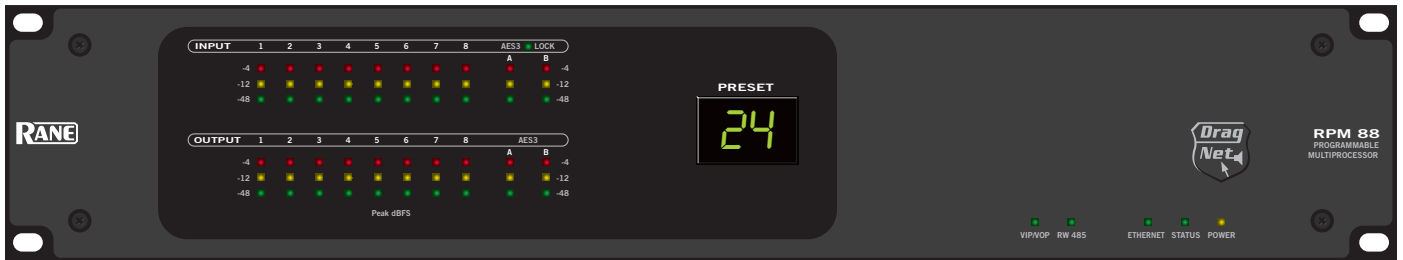 INPUT 1 2 3 4 5 6 7 8 AES3 LOCK
A B
-4 -4
-12 -12
-48 -48
PRESET
24
RANE
OUTPUT 1 2 3 4 5 6 7 8 AES3
A B
-4 -4
-12 -12
-48 -48
Peak dBFS
Drag
Net
RPM 88
PROGRAMMABLE
MULTIPROCESSOR
VIP/VOP RW 485 ETHERNET STATUS POWER